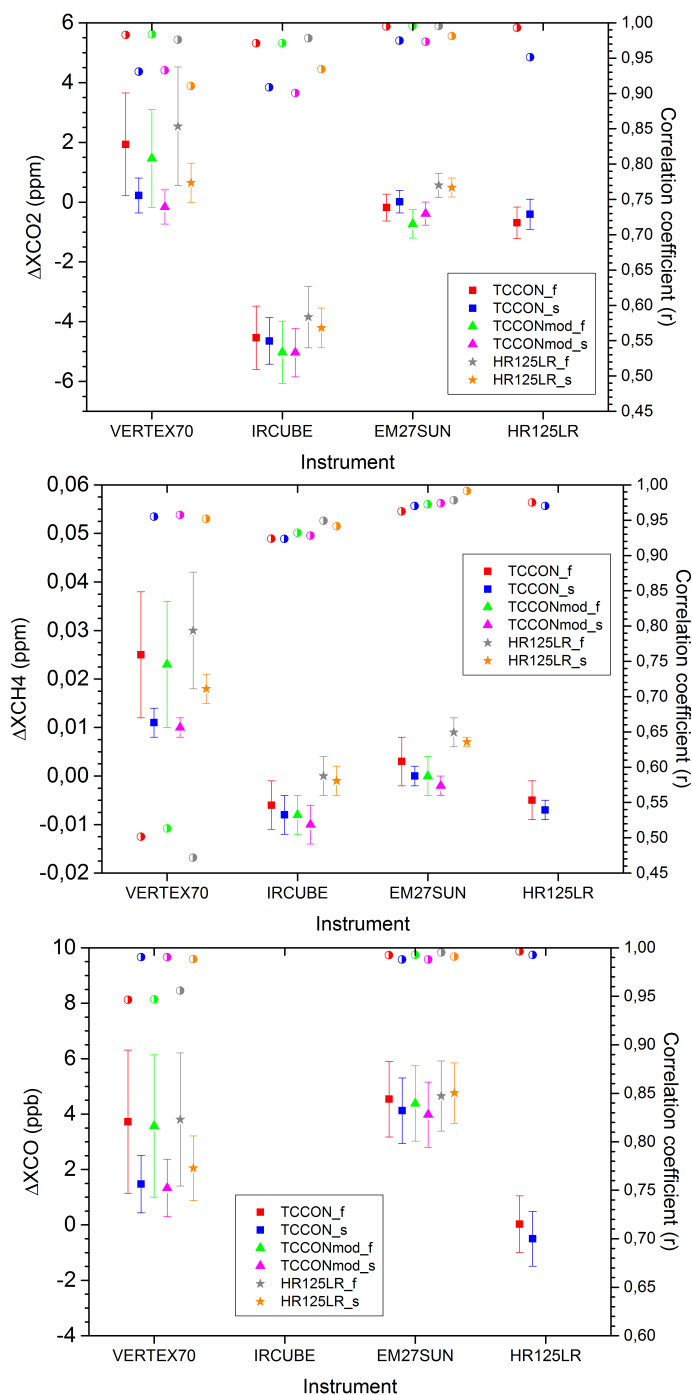 6
4
2
0
-2
-4
-6
ΔXCO2 (ppm)
1,00
0,95
0,90
0,85
0,80
0,75
0,70
0,65
0,60
0,55
0,50
0,45
Correlation coefficient (r)
TCCON_f
TCCON_s
TCCONmod_f
TCCONmod_s
HR125LR_f
HR125LR_s
VERTEX70 IRCUBE EM27SUN HR125LR
Instrument
0,06
0,05
0,04
0,03
0,02
0,01
0,00
-0,01
-0,02
ΔXCH4 (ppm)
1,00
0,95
0,90
0,85
0,80
0,75
0,70
0,65
0,60
0,55
0,50
0,45
Correlation coefficient (r)
TCCON_f
TCCON_s
TCCONmod_f
TCCONmod_s
HR125LR_f
HR125LR_s
VERTEX70 IRCUBE EM27SUN HR125LR
Instrument
10
8
6
4
2
0
-2
-4
ΔXCO (ppb)
1,00
0,95
0,90
0,85
0,80
0,75
0,70
0,65
0,60
Correlation coefficient (r)
TCCON_f
TCCON_s
TCCONmod_f
TCCONmod_s
HR125LR_f
HR125LR_s
VERTEX70 IRCUBE EM27SUN HR125LR
Instrument